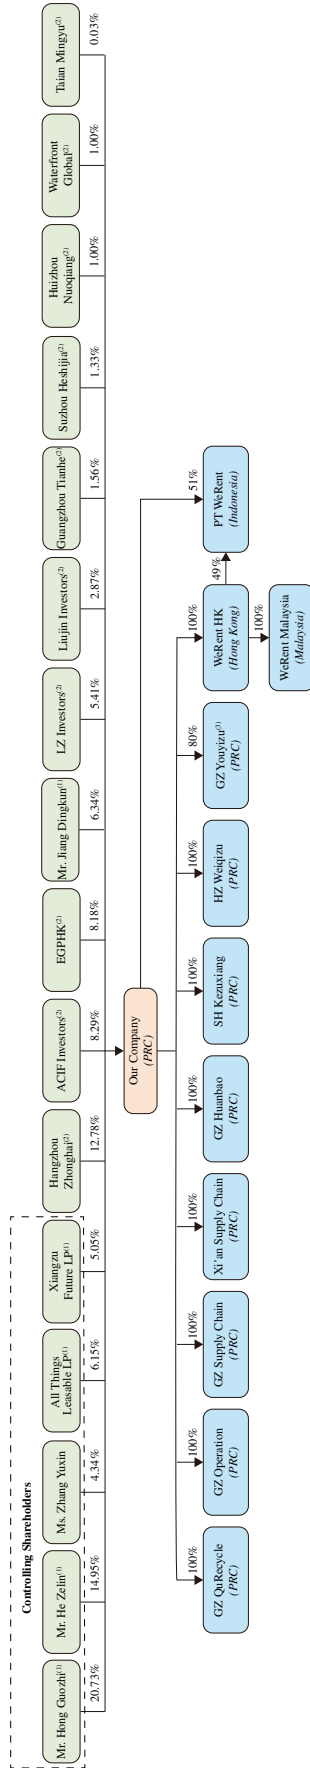 Controlling Shareholders
Mr. Hong Guozhi(1)
Mr. He Zelin(1)
Ms. Zhang Yuxin
All Things
Leasable LP(1)
Xiangzu
Future LP(1)
Hangzhou
Zhonghai(2)
ACIF Investors(2)
EGPHK(2)
Mr. Jiang Dingkun(1)
LZ Investors(2)
Liujin Investors(2)
Guangzhou Tianhe(2)
Suzhou Heshijia(2)
Huizhou
Nuoqiang(2)
Waterfront
Global(2)
Taian Mingyu(2)
20.73%
14.95%
4.34%
6.15%
5.05%
12.78%
8.29%
8.18%
6.34%
5.41%
2.87%
1.56%
1.33%
1.00%
1.00%
0.03%
Our Company
(PRC)
100%
100%
100%
100%
100%
100%
100%
80%
100%
51%
GZ QuRecycle
(PRC)
GZ Operation
(PRC)
GZ Supply Chain
(PRC)
Xi'an Supply Chain
(PRC)
GZ Huanbao
(PRC)
SH Kezuxiang
(PRC)
HZ Weiqizu
(PRC)
GZ Youyizu(3)
(PRC)
WeRent HK
(Hong Kong)
49%
PT WeRent
(Indonesia)
100%
WeRent Malaysia
(Malaysia)